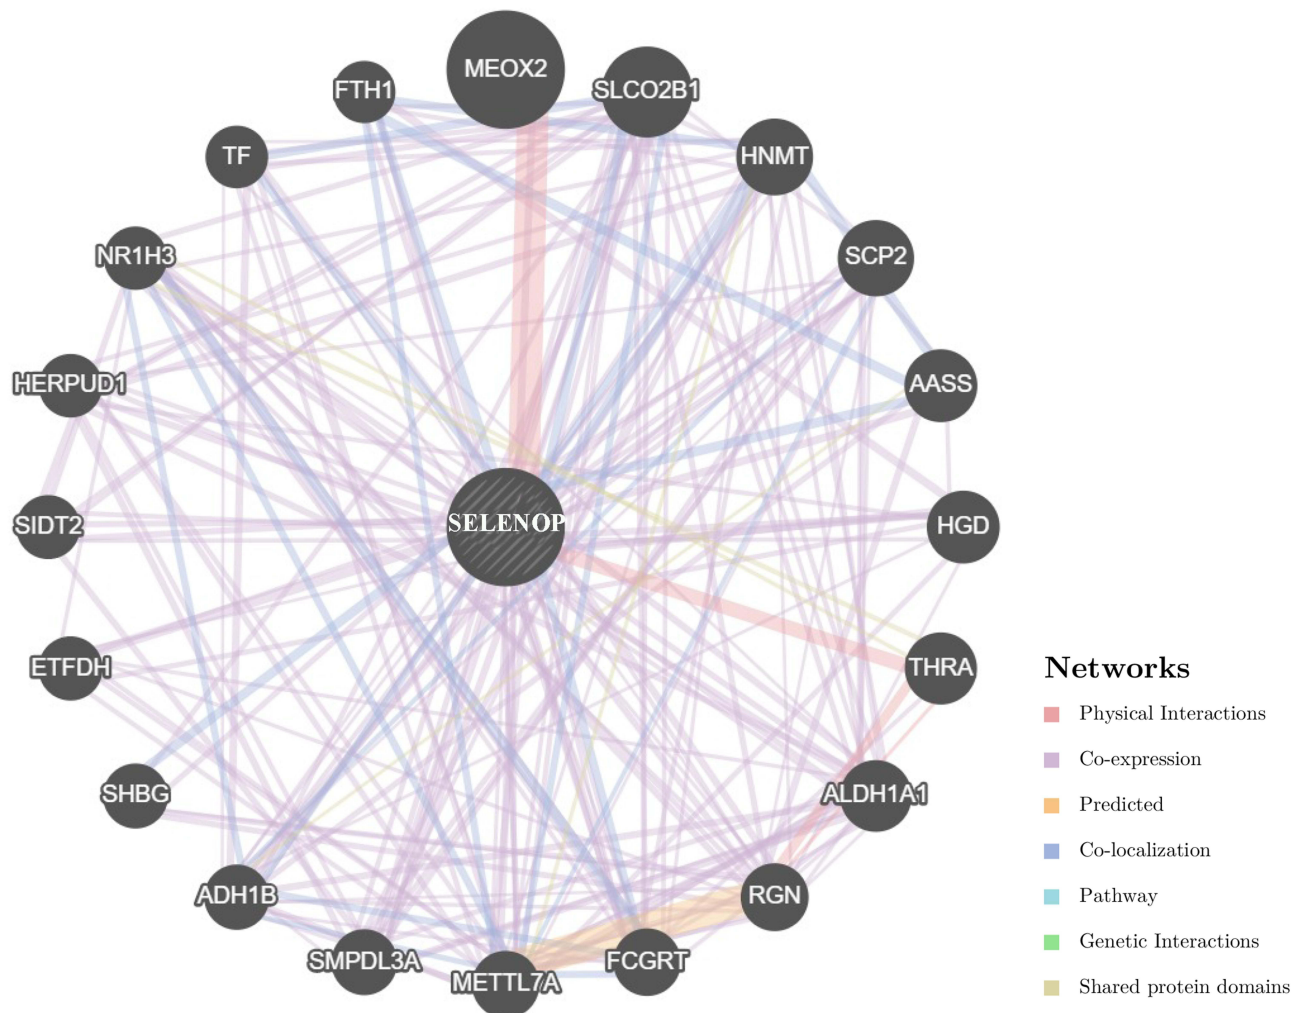 MEOX2
FTH1
SLCO2B1
TF
HNMT
NR1H3
SCP2
HERPUD1
AASS
SIDT2
SELENOP
HGD
ETFDH
THRA
SHBG
ALDH1A1
ADH1B
RGN
SMPDL3A
METTL7A
FCGRT
Networks
Physical Interactions
Co-expression
Predicted
Co-localization
Pathway
Genetic Interactions
Shared protein domains